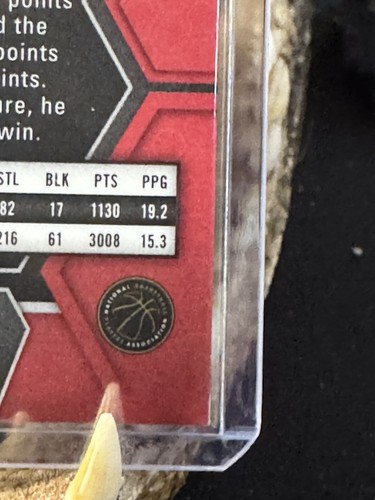 points
d the
points
ints.
ure, he
win.
STL BLK PTS PPG
82 17 1130 19.2
216 61 3008 15.3
NATIONAL BASKETBALL
PLAYERS ASSOCIATION